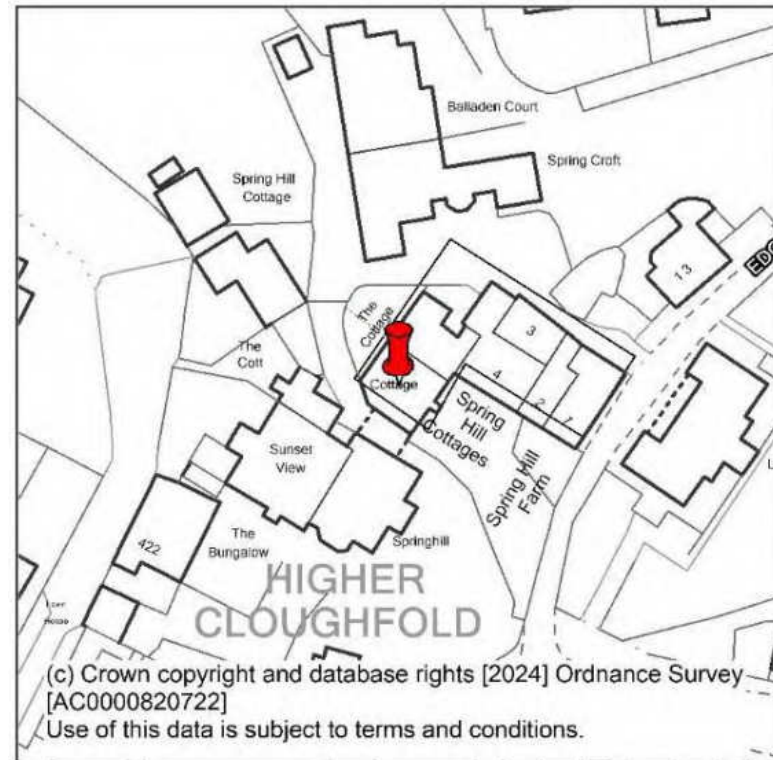 Balladen Court
Spring Croft
Spring Hill
Cottage
13
EDG
The
Cottage
3
The
Cott
Cottage
4
2
1
Spring
Hill
Cottages
Sunset
View
Spring Hill
Farm
The
Bungalow
422
Springhill
HIGHER
CLOUGHFOLD
House
(c) Crown copyright and database rights [2024] Ordnance Survey
[AC0000820722]
Use of this data is subject to terms and conditions.